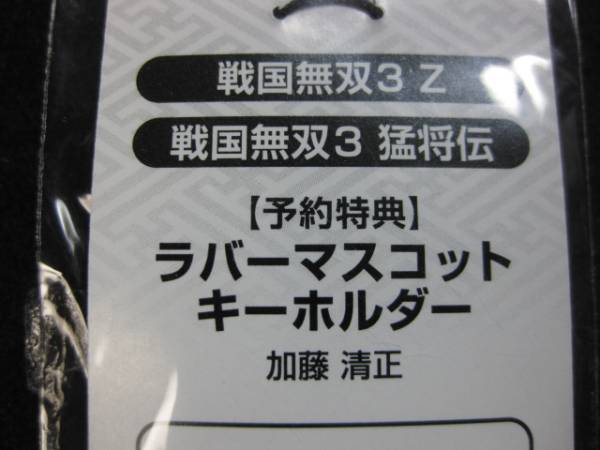 戦国無双3 Z
戦国無双3 猛将伝
【予約特典】
ラバーマスコット
キーホルダー
加藤 清正